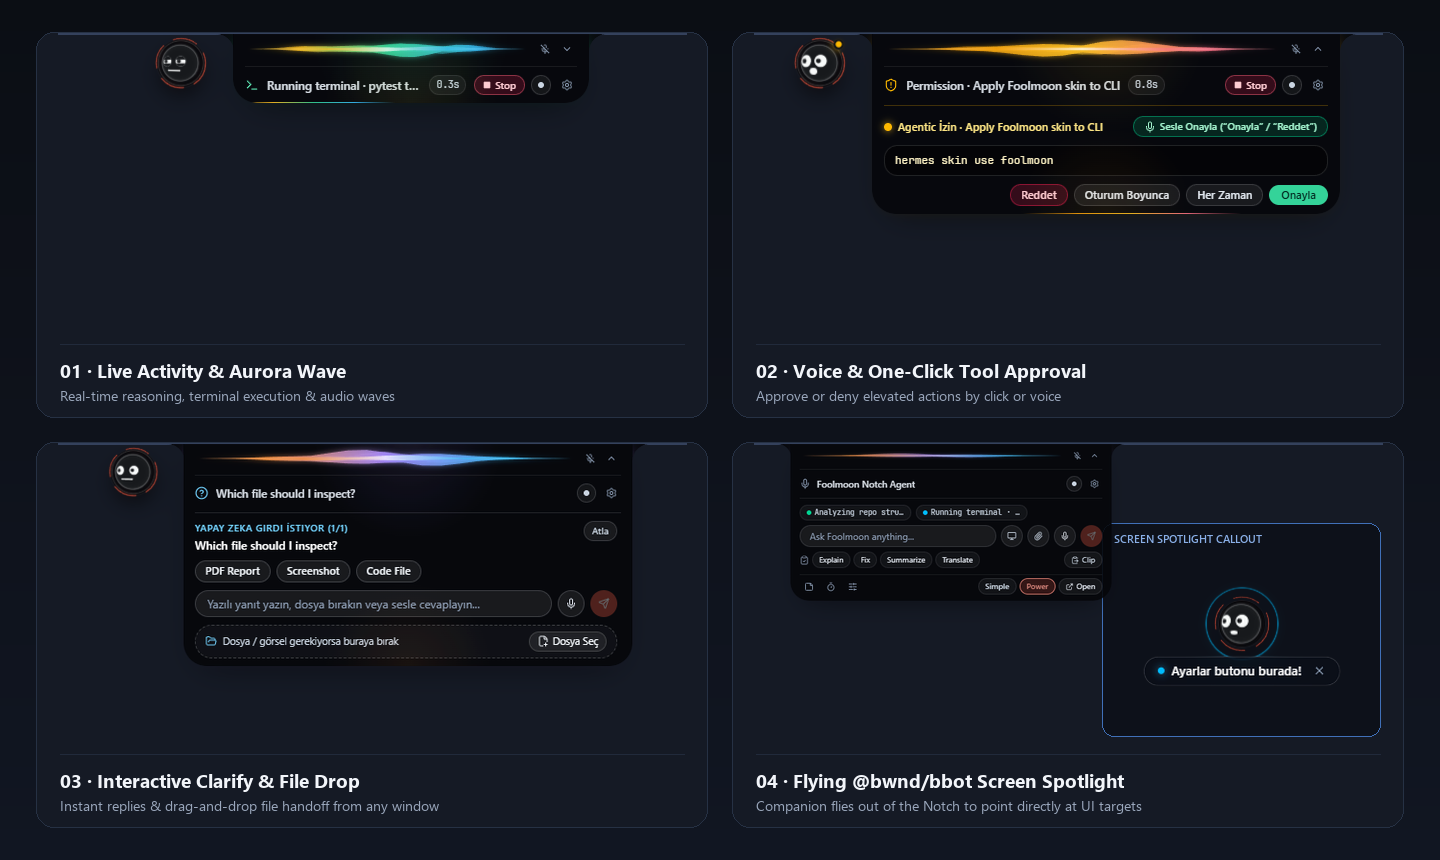 Running terminal · pytest t... 0.3s Stop
01 · Live Activity & Aurora Wave
Real-time reasoning, terminal execution & audio waves
Permission · Apply Foolmoon skin to CLI 0.8s Stop
Agentic İzin · Apply Foolmoon skin to CLI Sesle Onayla ("Onayla" / "Reddet")
hermes skin use foolmoon
Reddet Oturum Boyunca Her Zaman Onayla
02 · Voice & One-Click Tool Approval
Approve or deny elevated actions by click or voice
Which file should I inspect?
YAPAY ZEKA GIRDI İSTIYOR (1/1) Atla
Which file should I inspect?
PDF Report Screenshot Code File
Yazılı yanıt yazın, dosya bırakın veya sesle cevaplayın...
Dosya / görsel gerekiyorsa buraya bırak Dosya Seç
03 · Interactive Clarify & File Drop
Instant replies & drag-and-drop file handoff from any window
Foolmoon Notch Agent
Analyzing repo stru… Running terminal · …
Ask Foolmoon anything...
Explain Fix Summarize Translate Clip
Simple Power Open
SCREEN SPOTLIGHT CALLOUT
Ayarlar butonu burada!
04 · Flying @bwnd/bbot Screen Spotlight
Companion flies out of the Notch to point directly at UI targets